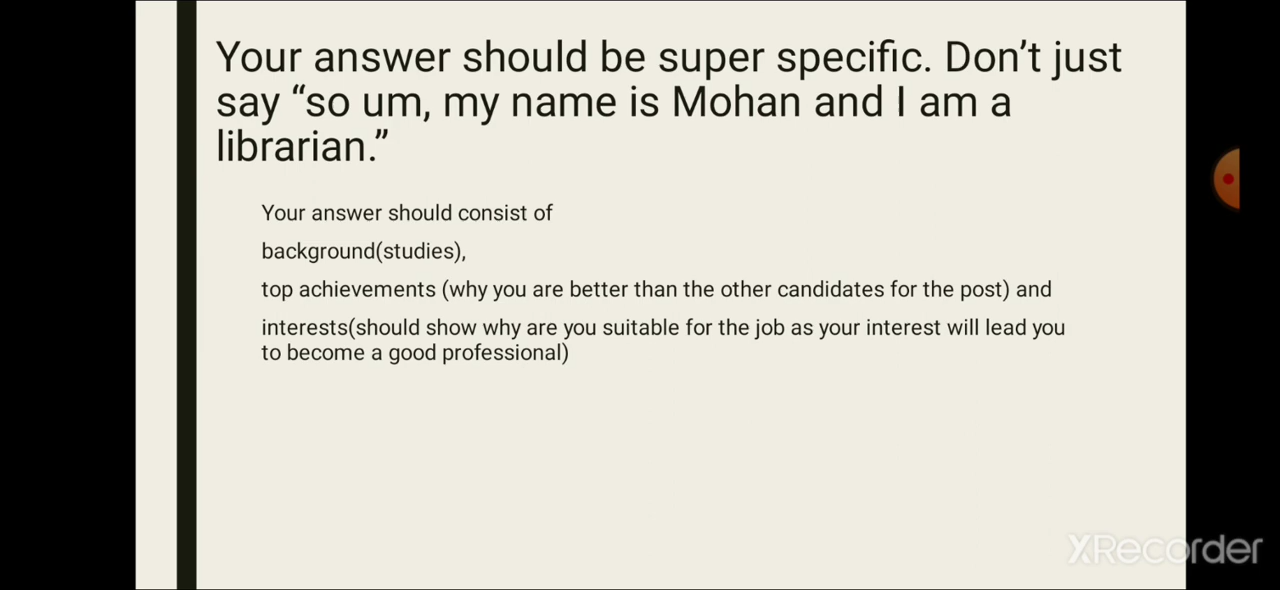 Your answer should be super specific. Don’t just
say “so um, my name is Mohan and I am a
librarian.”
Your answer should consist of
background(studies),
top achievements (why you are better than the other candidates for the post) and
interests(should show why are you suitable for the job as your interest will lead you
to become a good professional)
XRecorder